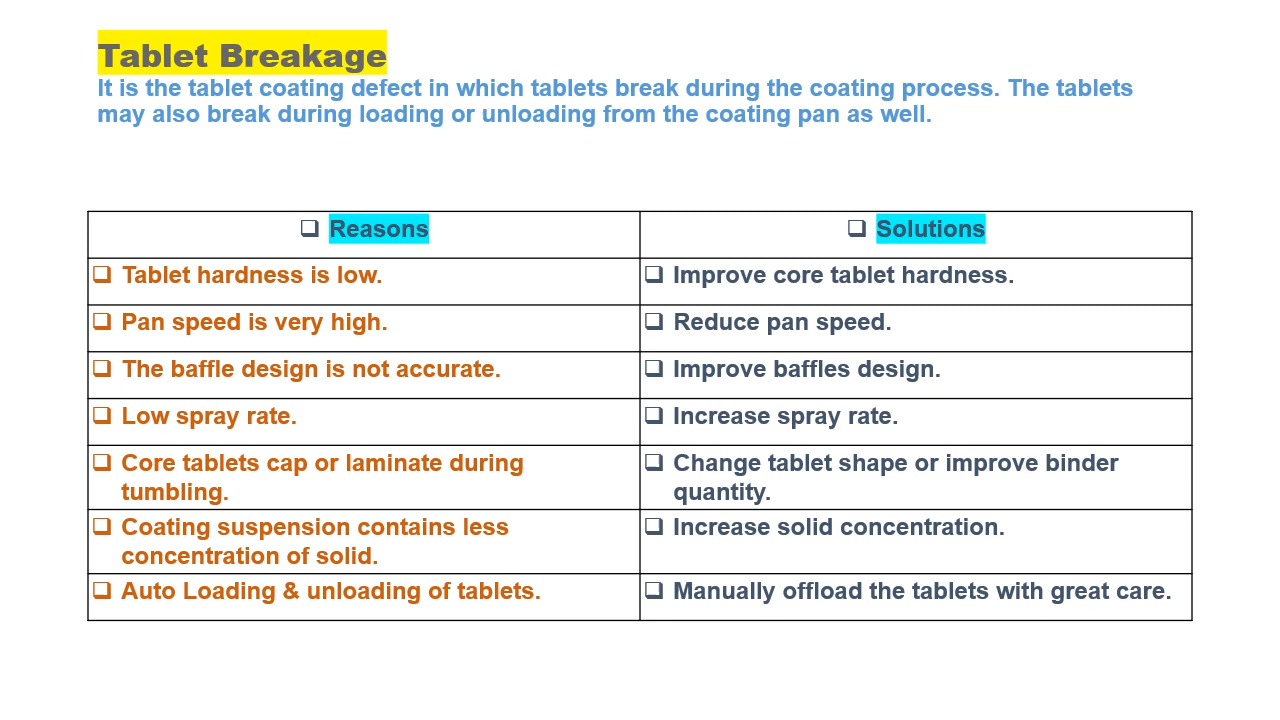 Tablet Breakage
It is the tablet coating defect in which tablets break during the coating process. The tablets
may also break during loading or unloading from the coating pan as well.
❑ Reasons
❑ Solutions
❑ Tablet hardness is low.
❑ Improve core tablet hardness.
❑ Pan speed is very high.
❑ Reduce pan speed.
❑ The baffle design is not accurate.
❑ Improve baffles design.
❑ Low spray rate.
❑ Increase spray rate.
❑ Core tablets cap or laminate during
tumbling.
❑ Change tablet shape or improve binder
quantity.
❑ Coating suspension contains less
concentration of solid.
❑ Increase solid concentration.
❑ Auto Loading & unloading of tablets.
❑ Manually offload the tablets with great care.